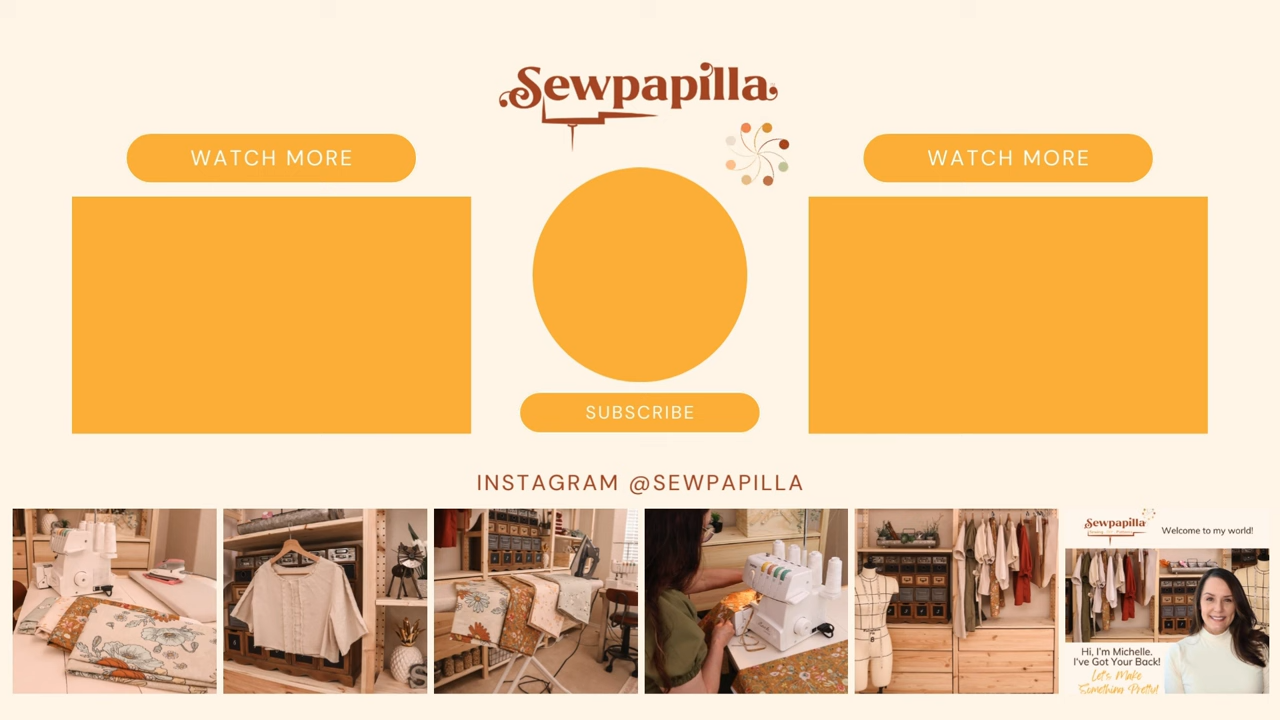 Sewpapilla
WATCH MORE
WATCH MORE
SUBSCRIBE
INSTAGRAM @SEWPAPILLA
Sewpapilla
Welcome to my world!
Hi, I'm Michelle.
I've Got Your Back!
Let's Make
Something Pretty!